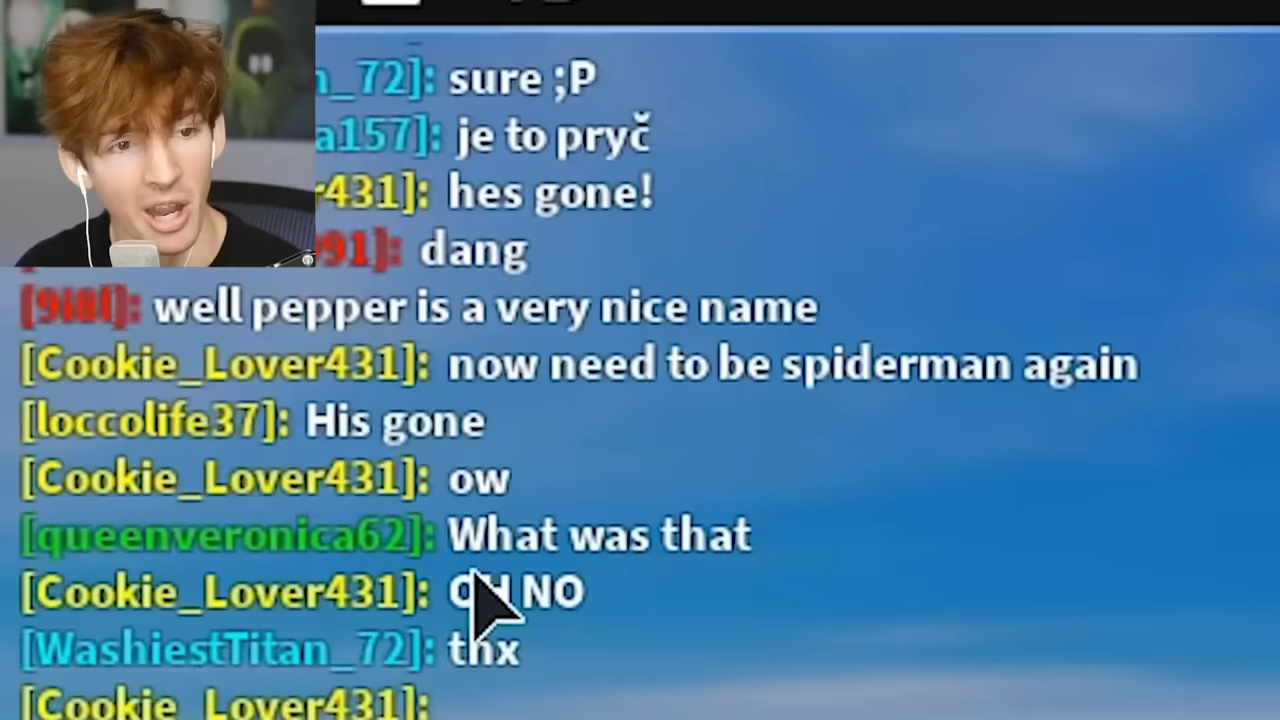 n_72]: sure ;P
a157]: je to pryč
r431]: hes gone!
91]: dang
[9i8l]: well pepper is a very nice name
[Cookie_Lover431]: now need to be spiderman again
[loccolife37]: His gone
[Cookie_Lover431]: ow
[queenveronica62]: What was that
[Cookie_Lover431]: OH NO
[WashiestTitan_72]: thx
[Cookie_Lover431]: